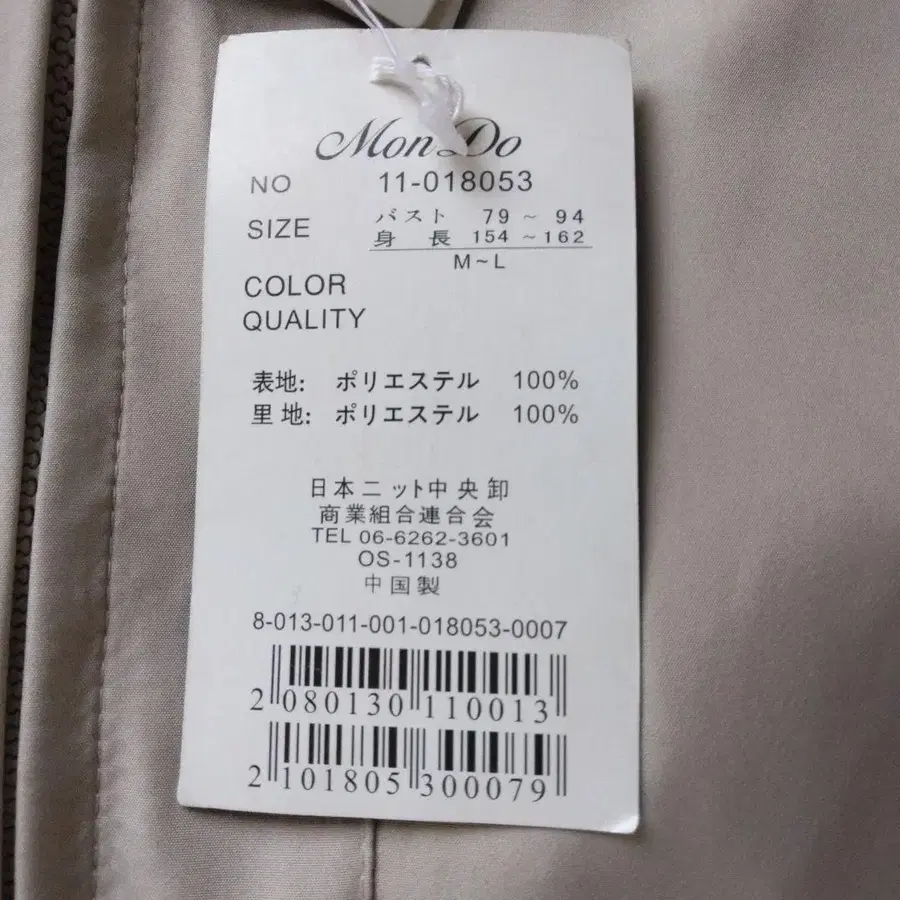 Mon Do
NO 11-018053
SIZE バスト 79 ~ 94
身 長 154 ~ 162
M~L
COLOR
QUALITY
表地: ポリエステル 100%
里地: ポリエステル 100%
日本ニット中央卸
商業組合連合会
TEL 06-6262-3601
OS-1138
中国製
8-013-011-001-018053-0007
2 080130 110013
2 101805 300079